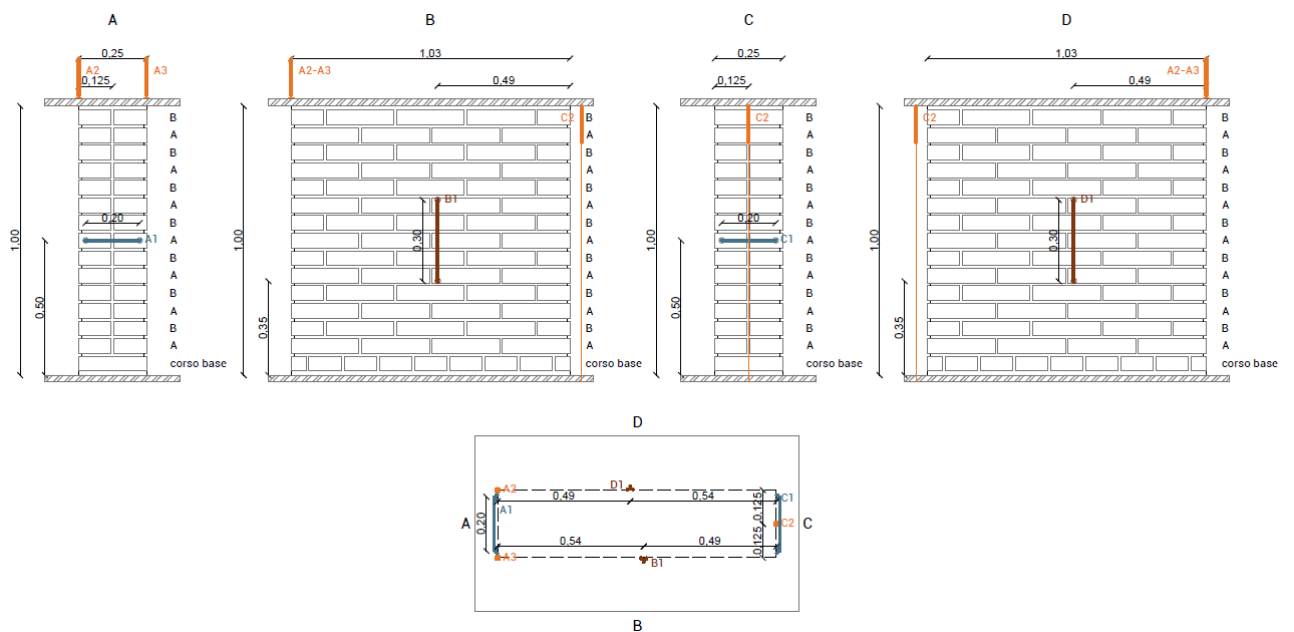 A B C D
0,25 1,03 0,25 1,03
A2 A3 A2-A3 A2-A3
0,125 0,49 0,125 0,49
C2 C2 C2
B B B B
A A A A
B B B B
A A A A
B B B B
A A A A
B B B B
A A A A
B B B B
A A A A
B B B B
A A A A
B B B B
A A A A
corso base corso base corso base corso base
B1 D1
0,20 0,20
A1 C1
0,30 0,30
1,00 1,00 1,00 1,00
0,50 0,35 0,50 0,35
D
A2 D1 C1
0,49 0,54 0,125
A1
A 0,20 C2 C
0,54 0,49 0,125
A3 B1
B